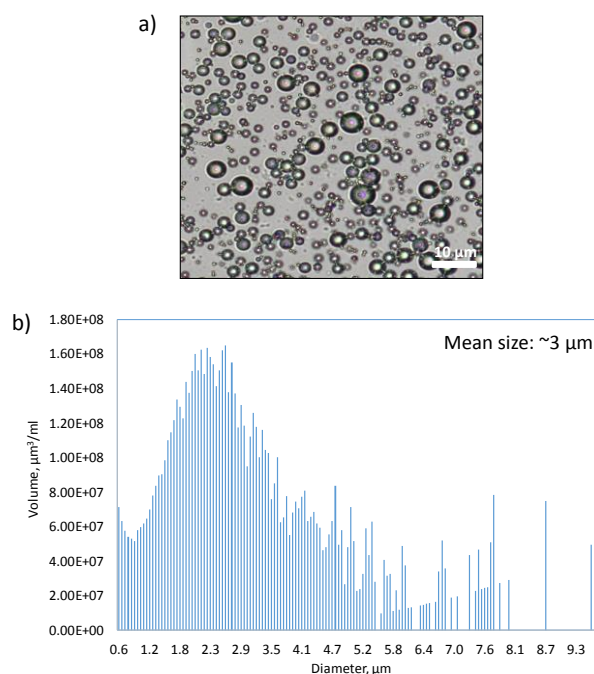 a)
10 µm
b)
Mean size: ~3 µm
Volume, µm³/ml
1.80E+08
1.60E+08
1.40E+08
1.20E+08
1.00E+08
8.00E+07
6.00E+07
4.00E+07
2.00E+07
0.00E+00
0.6 1.2 1.8 2.3 2.9 3.5 4.1 4.7 5.2 5.8 6.4 7.0 7.6 8.1 8.7 9.3
Diameter, µm